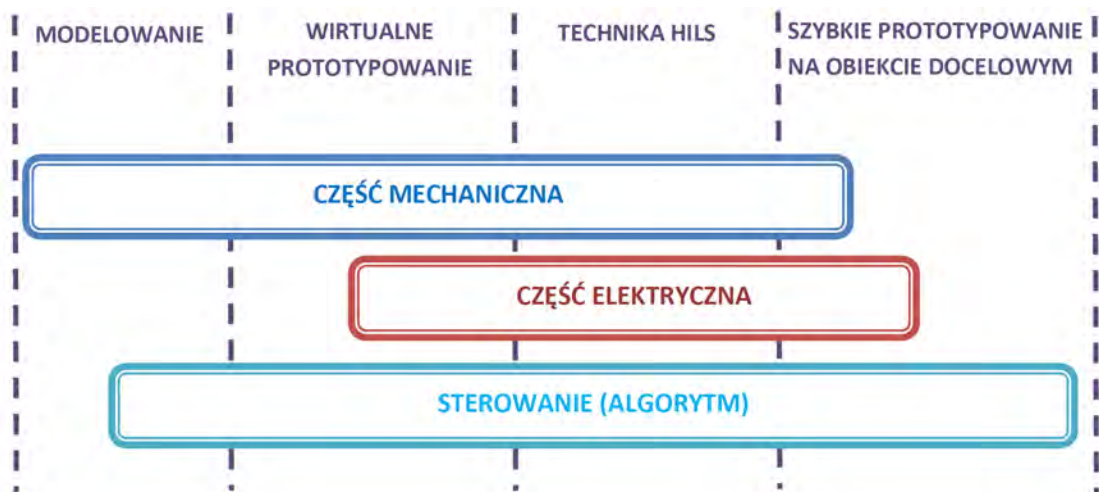 MODELOWANIE
WIRTUALNE
PROTOTYPOWANIE
TECHNIKA HILS
SZYBKIE PROTOTYPOWANIE
NA OBIEKCIE DOCELOWYM
CZĘŚĆ MECHANICZNA
CZĘŚĆ ELEKTRYCZNA
STEROWANIE (ALGORYTM)